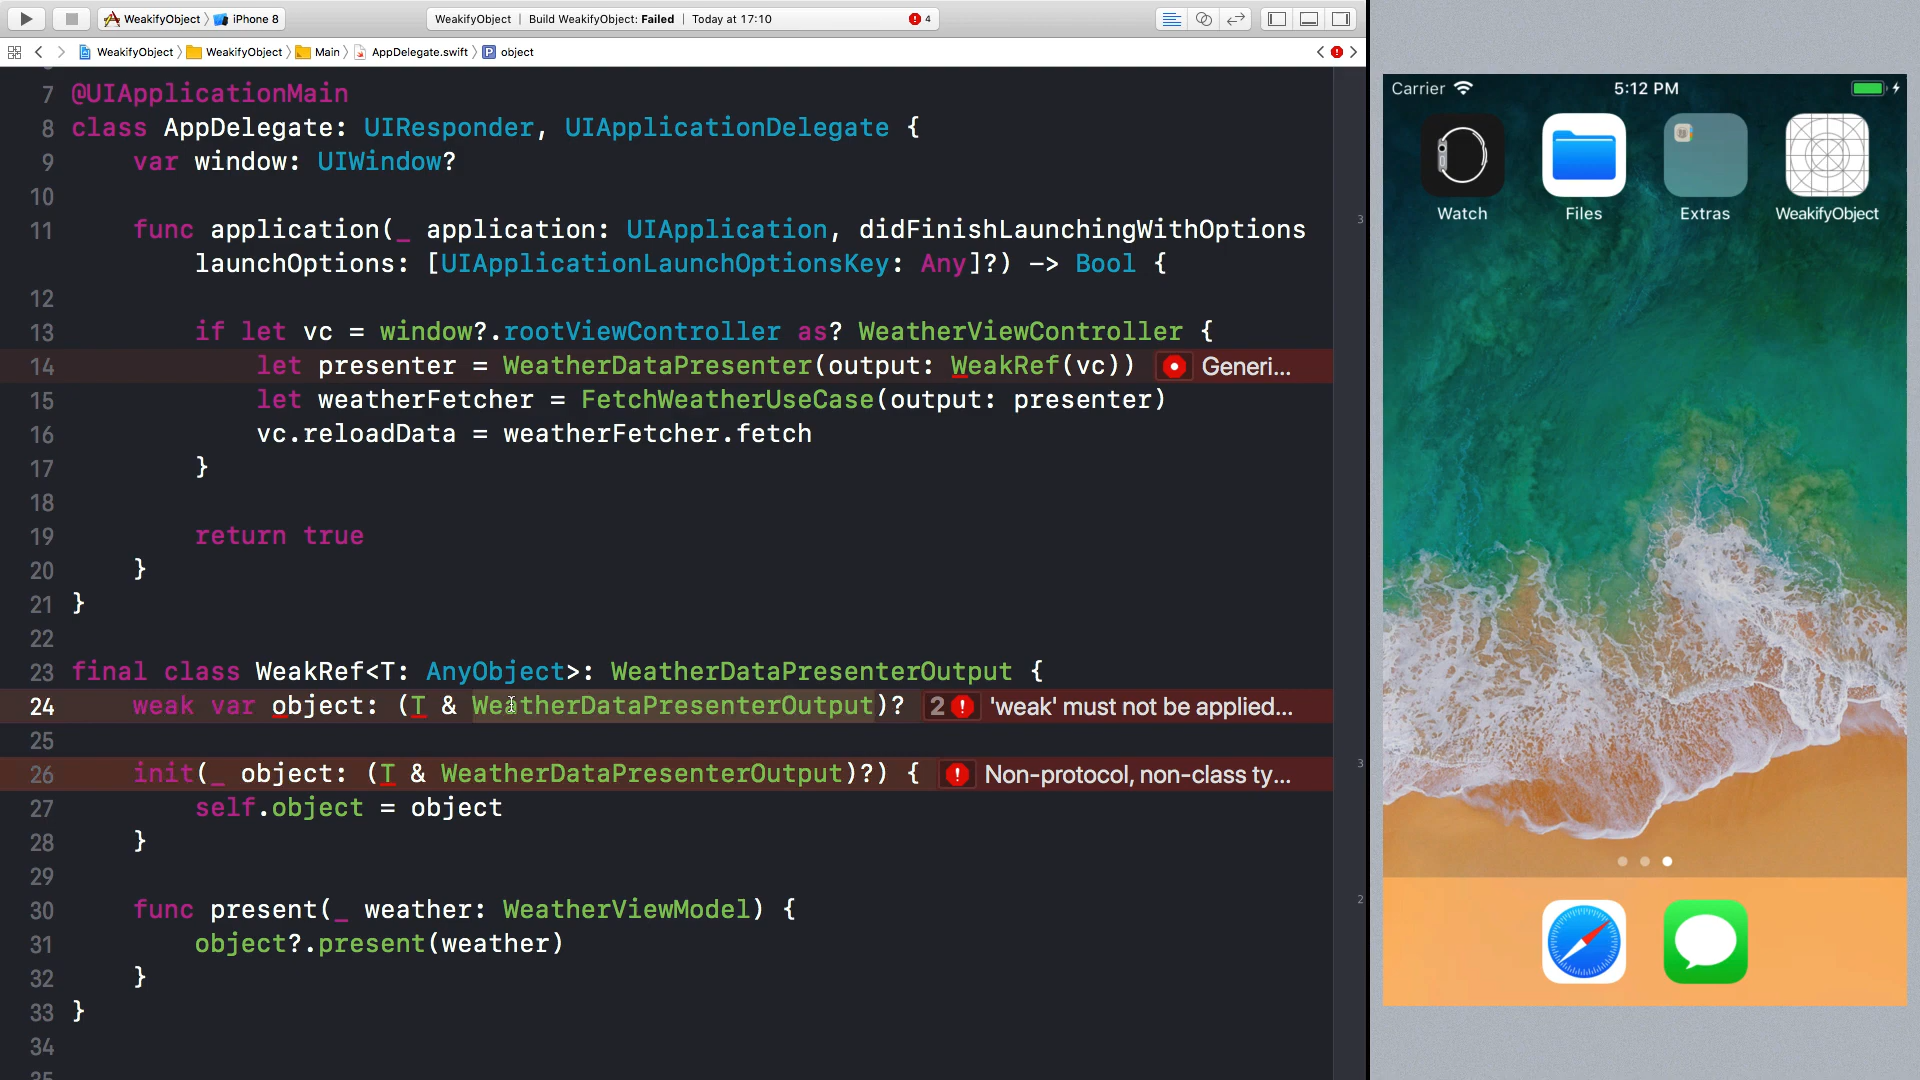 WeakifyObject
iPhone 8
WeakifyObject | Build WeakifyObject: Failed | Today at 17:10
4
WeakifyObject
WeakifyObject
Main
AppDelegate.swift
P object
7 @UIApplicationMain
8 class AppDelegate: UIResponder, UIApplicationDelegate {
9 var window: UIWindow?
10
11 func application(_ application: UIApplication, didFinishLaunchingWithOptions
launchOptions: [UIApplicationLaunchOptionsKey: Any]?) -> Bool {
12
13 if let vc = window?.rootViewController as? WeatherViewController {
14 let presenter = WeatherDataPresenter(output: WeakRef(vc)) Generi...
15 let weatherFetcher = FetchWeatherUseCase(output: presenter)
16 vc.reloadData = weatherFetcher.fetch
17 }
18
19 return true
20 }
21 }
22
23 final class WeakRef<T: AnyObject>: WeatherDataPresenterOutput {
24 weak var object: (T & WeatherDataPresenterOutput)? 2 'weak' must not be applied...
25
26 init(_ object: (T & WeatherDataPresenterOutput)?) { Non-protocol, non-class ty...
27 self.object = object
28 }
29
30 func present(_ weather: WeatherViewModel) {
31 object?.present(weather)
32 }
33 }
34
35
3
3
2
Carrier
5:12 PM
Watch
Files
Extras
WeakifyObject